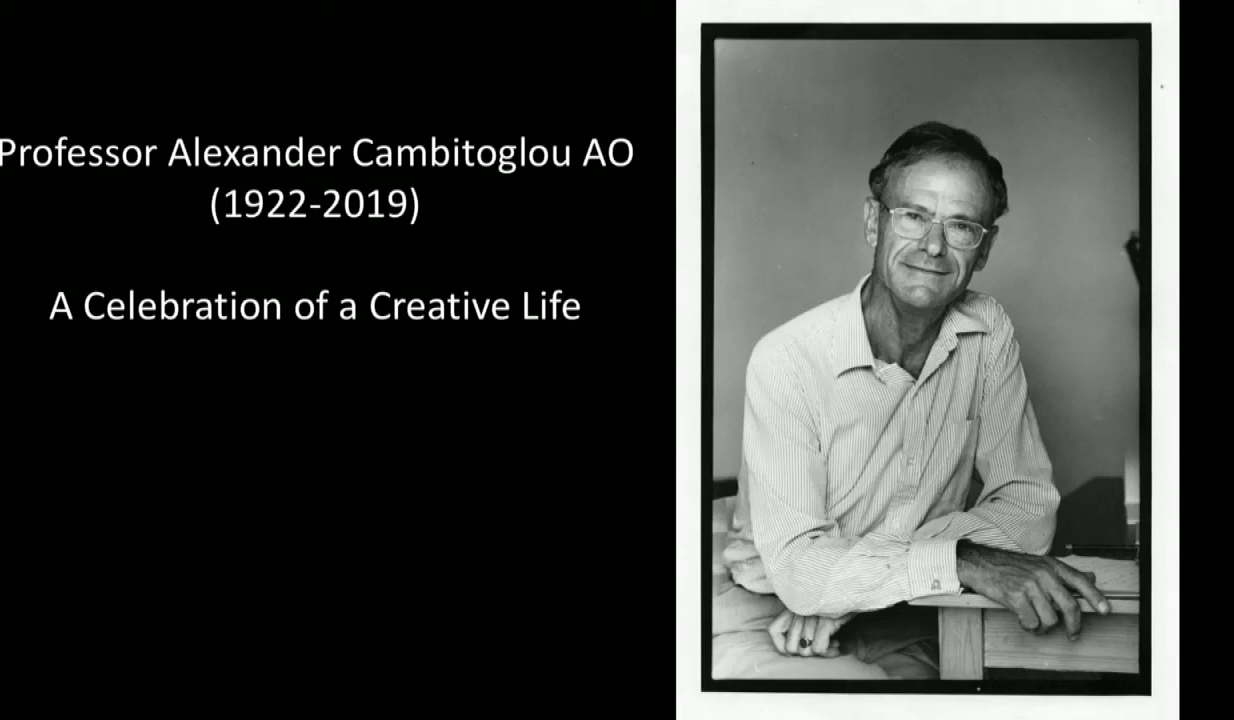 Professor Alexander Cambitoglou AO
(1922-2019)
A Celebration of a Creative Life